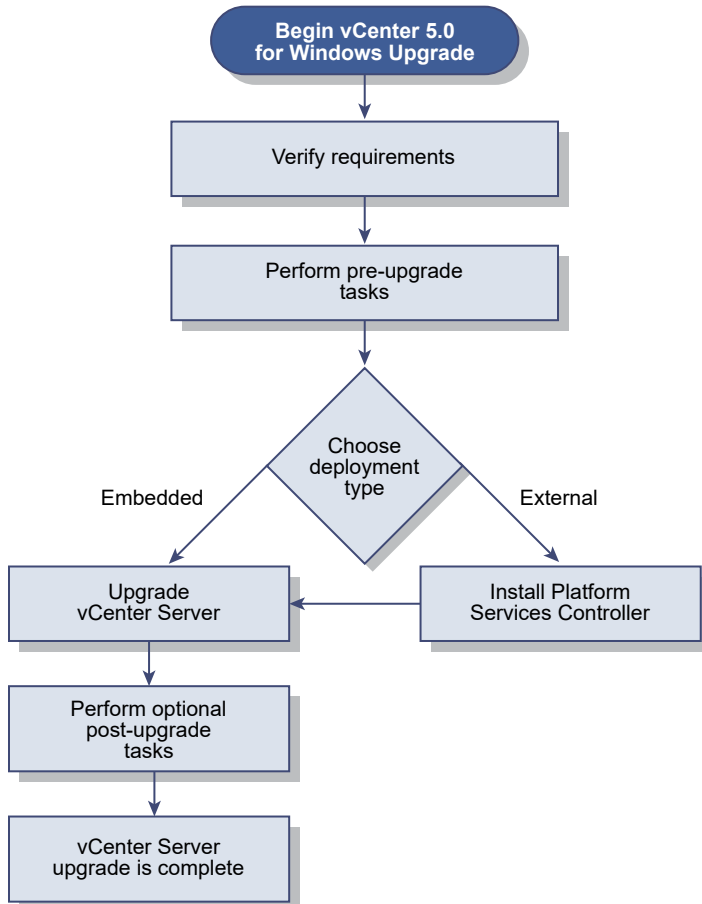 Begin vCenter 5.0
for Windows Upgrade
Verify requirements
Perform pre-upgrade
tasks
Choose
deployment
type
Embedded
External
Upgrade
vCenter Server
Install Platform
Services Controller
Perform optional
post-upgrade
tasks
vCenter Server
upgrade is complete